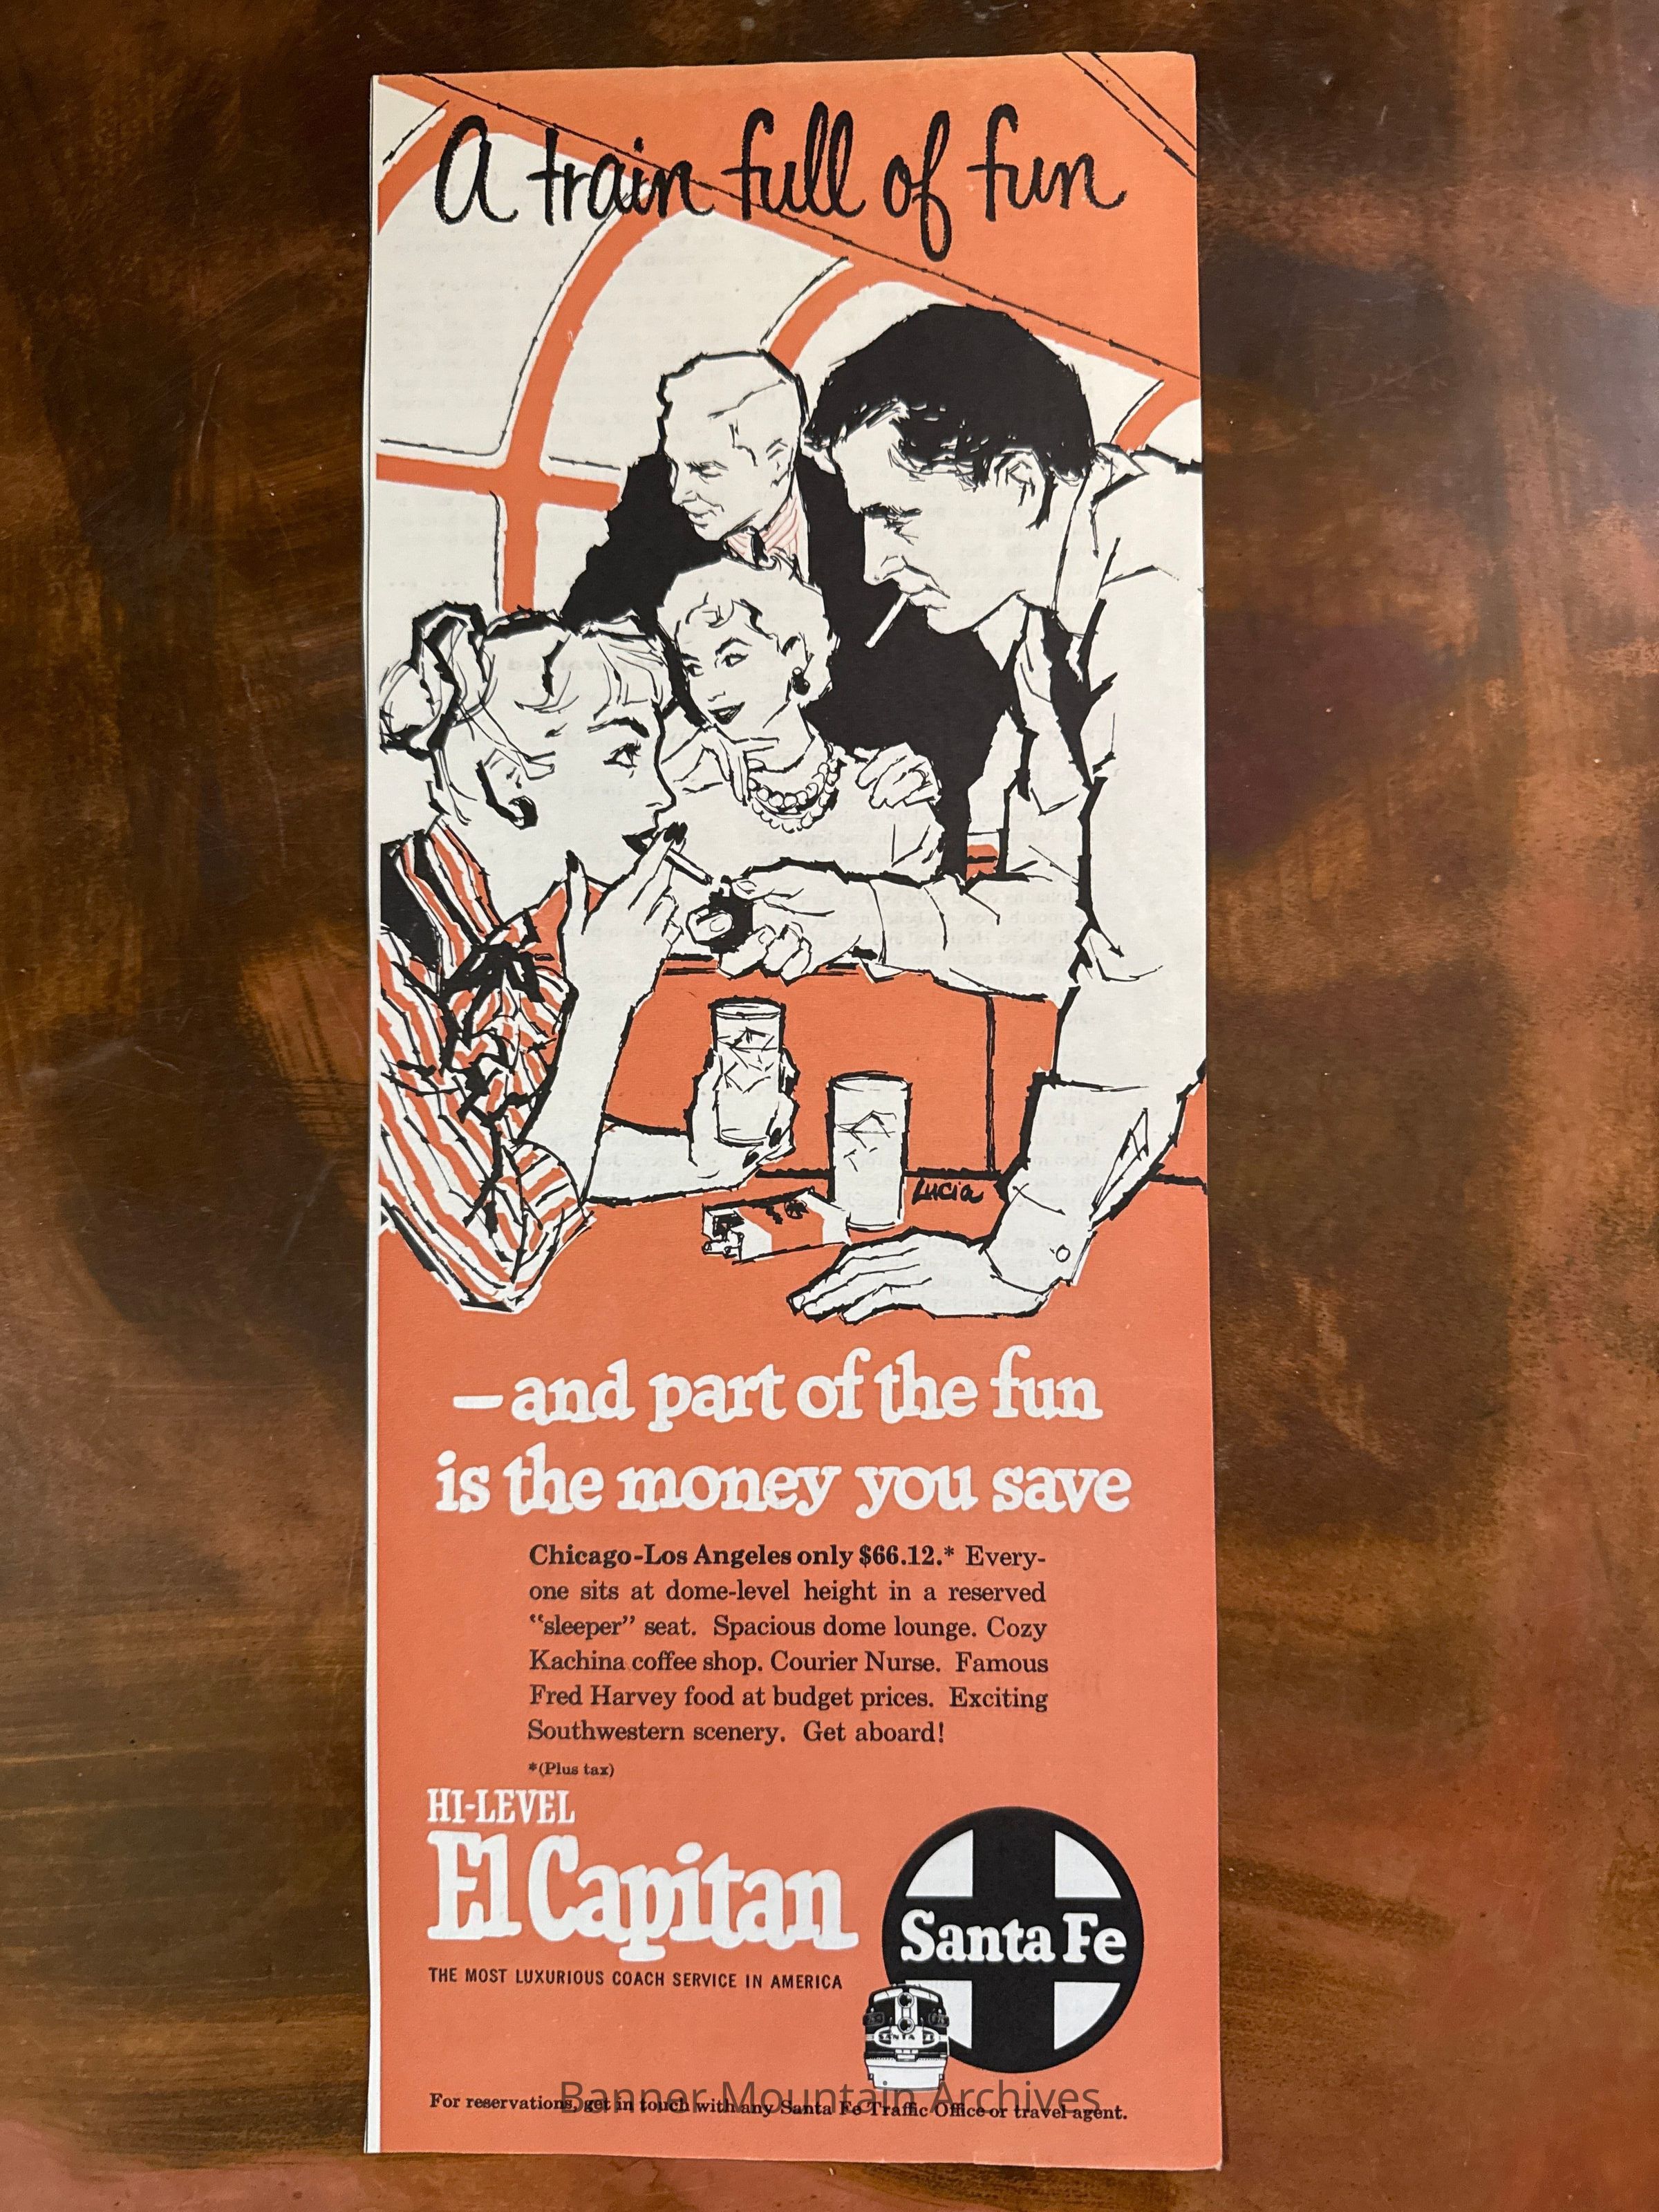 A train full of fun
Lucia
—and part of the fun
is the money you save
Chicago-Los Angeles only $66.12.* Every-
one sits at dome-level height in a reserved
“sleeper” seat. Spacious dome lounge. Cozy
Kachina coffee shop. Courier Nurse. Famous
Fred Harvey food at budget prices. Exciting
Southwestern scenery. Get aboard!
*(Plus tax)
HI-LEVEL
El Capitan
THE MOST LUXURIOUS COACH SERVICE IN AMERICA
Santa Fe
For reservations, get in touch with any Santa Fe Traffic Office or travel agent.
Banner Mountain Archives